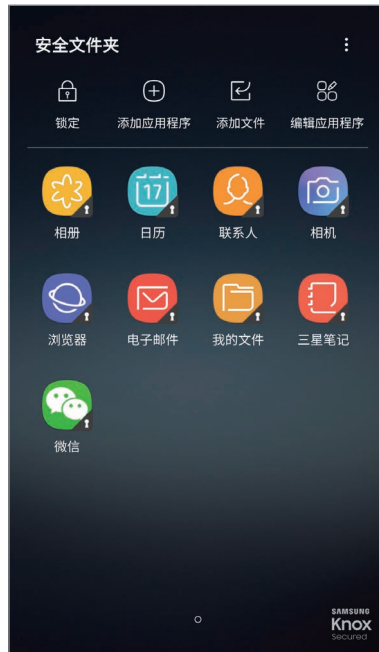 安全文件夹
锁定 添加应用程序 添加文件 编辑应用程序
17
相册 日历 联系人 相机
浏览器 电子邮件 我的文件 三星笔记
微信
SAMSUNG
Knox
Secured